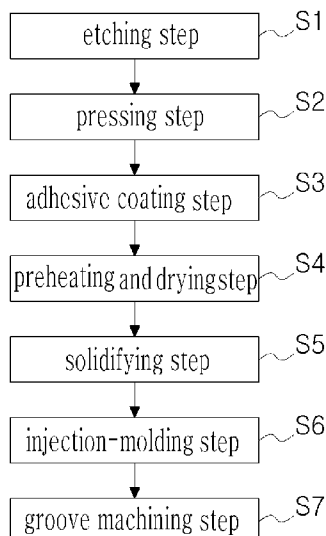 etching step S1
pressing step S2
adhesive coating step S3
preheating and drying step S4
solidifying step S5
injection-molding step S6
groove machining step S7